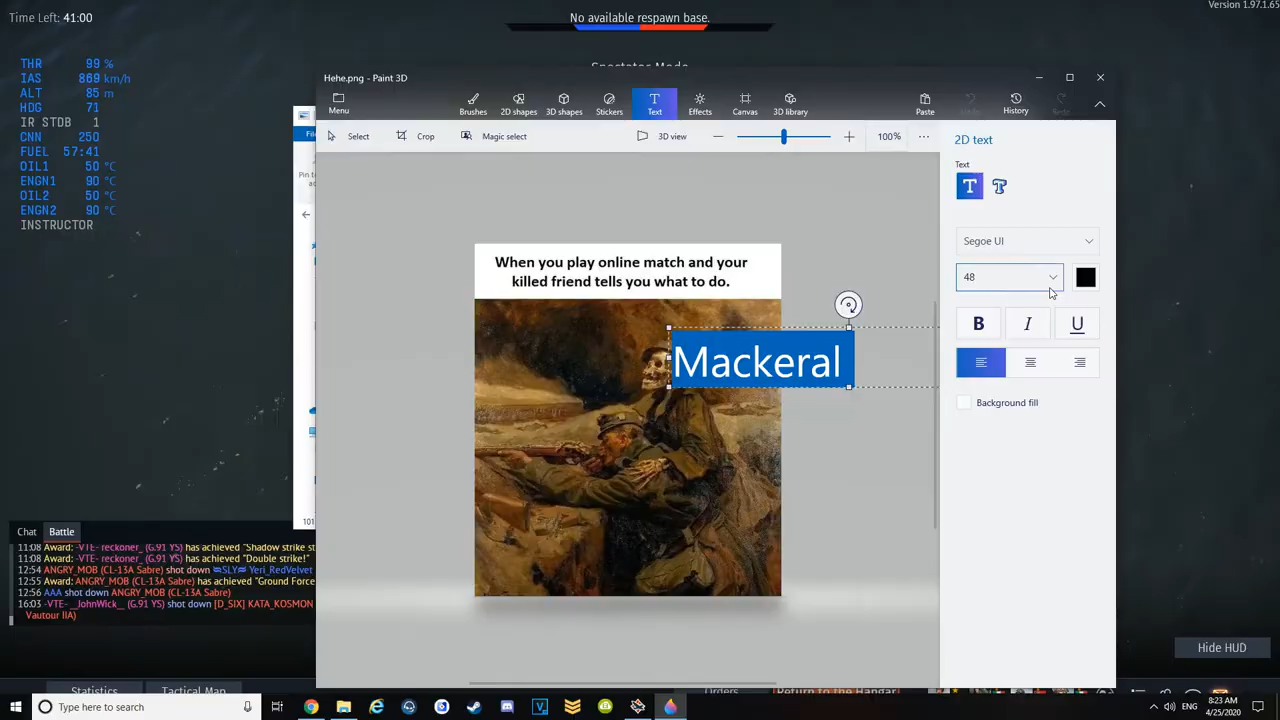 Time Left: 41:00
No available respawn base.
Version 1.97.1.65
THR 99 %
IAS 869 km/h
ALT 85 m
HDG 71
IR STDB 1
CNN 250
FUEL 57:41
OIL1 50 °C
ENGN1 90 °C
OIL2 50 °C
ENGN2 90 °C
INSTRUCTOR
Hehe.png - Paint 3D
Menu
Brushes
2D shapes
3D shapes
Stickers
Text
Effects
Canvas
3D library
Paste
Undo
History
Redo
Select
Crop
Magic select
3D view
100%
2D text
Text
Segoe UI
48
B I U
Background fill
When you play online match and your
killed friend tells you what to do.
Mackeral
Chat Battle
11:08 Award: -VTE- reckoner_ (G.91 YS) has achieved "Shadow strike st
11:08 Award: -VTE- reckoner_ (G.91 YS) has achieved "Double strike!"
12:54 ANGRY_MOB (CL-13A Sabre) shot down =SLY= Yeri_RedVelvet
12:55 Award: ANGRY_MOB (CL-13A Sabre) has achieved "Ground Force
12:56 AAA shot down ANGRY_MOB (CL-13A Sabre)
16:03 -VTE- __JohnWick__ (G.91 YS) shot down [D_SIX] KATA_KOSMON
Vautour IIA)
Hide HUD
Statistics
Tactical Map
Orders
Return to the Hangar
Type here to search
ENG
8:23 AM
4/25/2020